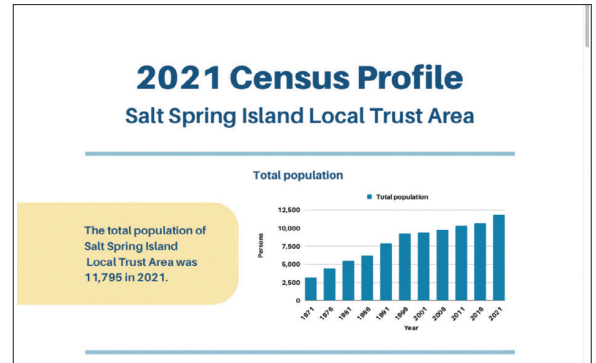 2021 Census Profile
Salt Spring Island Local Trust Area
Total population
The total population of
Salt Spring Island
Local Trust Area was
11,795 in 2021.
Total population
Persons
12,500
10,000
7,500
5,000
2,500
0
1971
1976
1981
1986
1991
1996
2001
2006
2011
2016
2021
Year